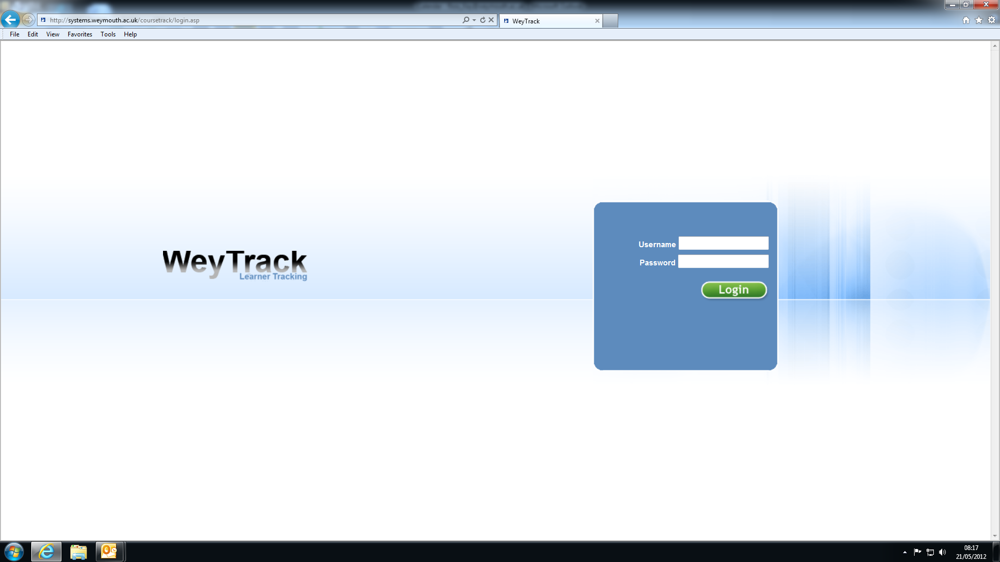 http://systems.weymouth.ac.uk/coursetrack/login.asp
WeyTrack
File Edit View Favorites Tools Help
WeyTrack
Learner Tracking
Username
Password
Login
08:17
21/05/2012